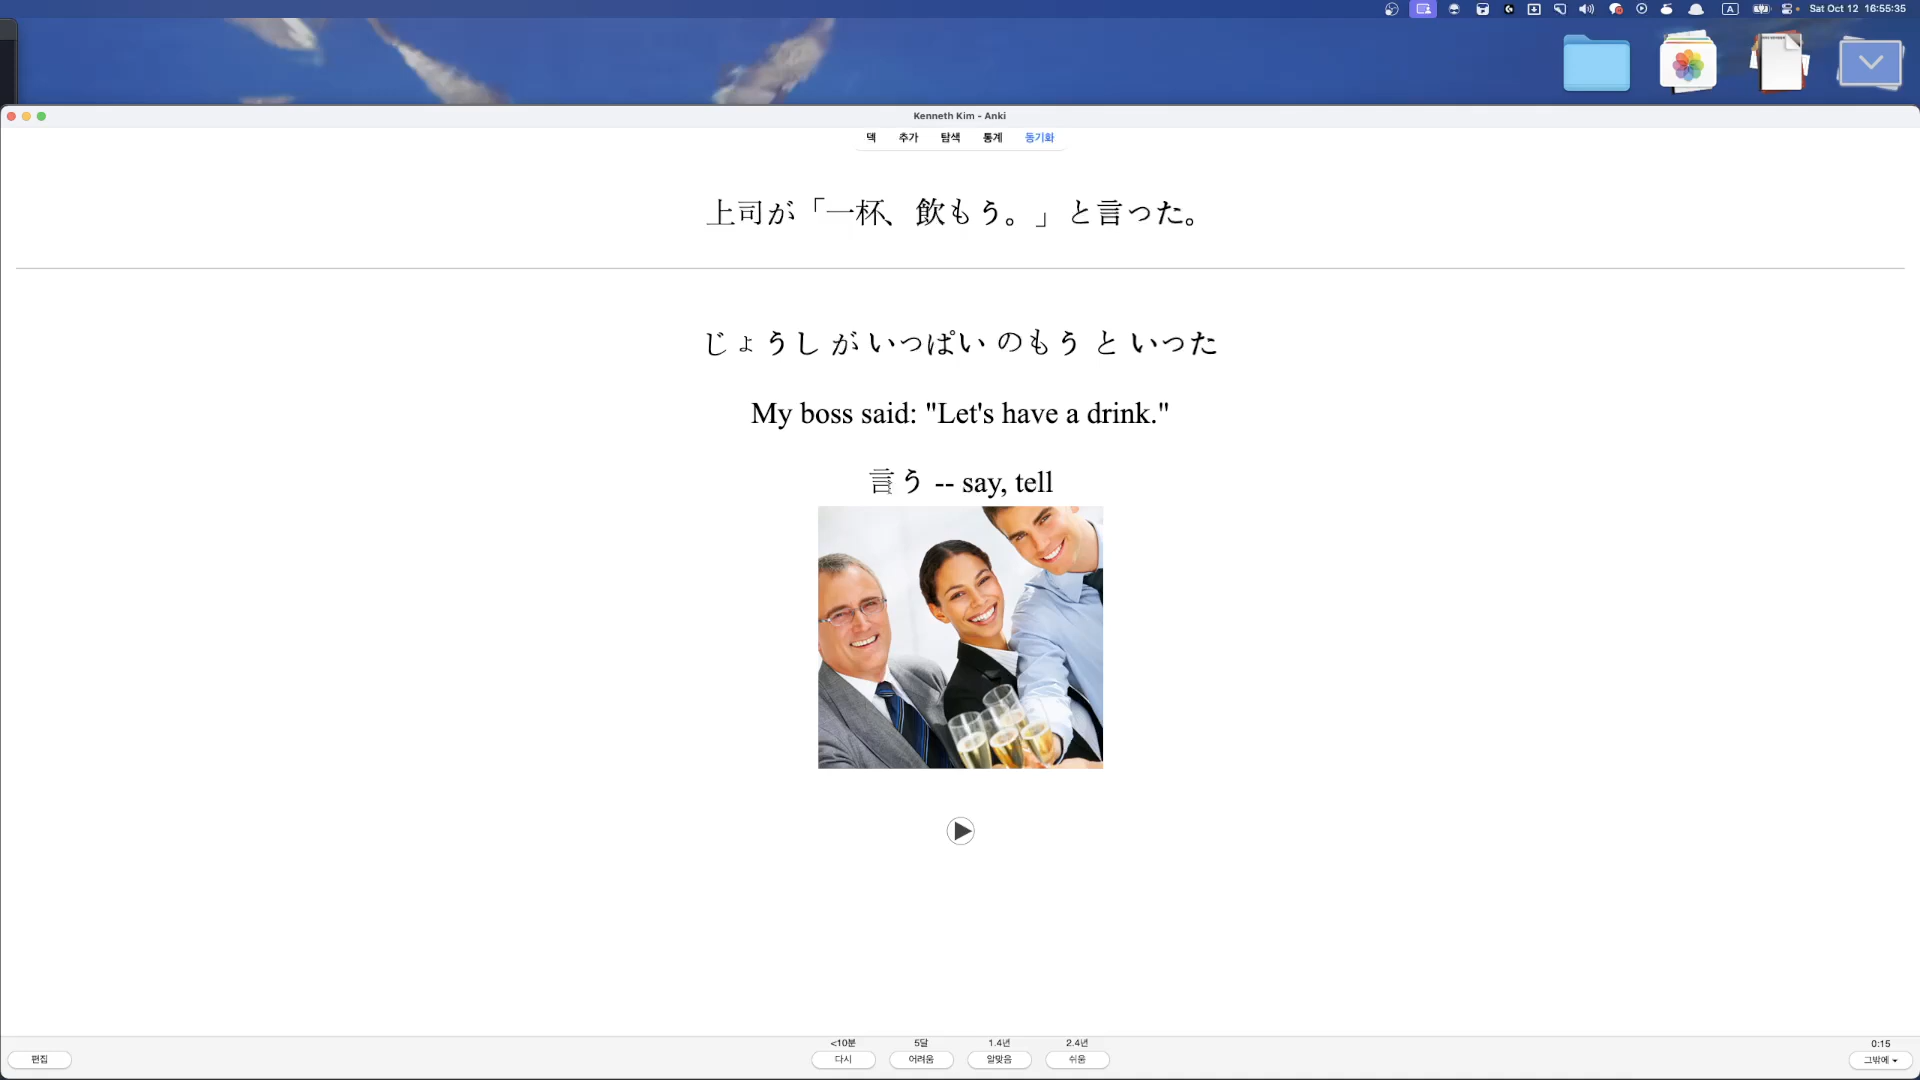 Sat Oct 12 16:55:35
Kenneth Kim - Anki
덱 추가 탐색 통계 동기화
上司が「一杯、飲もう。」と言った。
じょうし が いっぱい のもう と いった
My boss said: "Let's have a drink."
言う -- say, tell
<10분 5달 1.4년 2.4년 0:15
편집 다시 어려움 알맞음 쉬움 그밖에